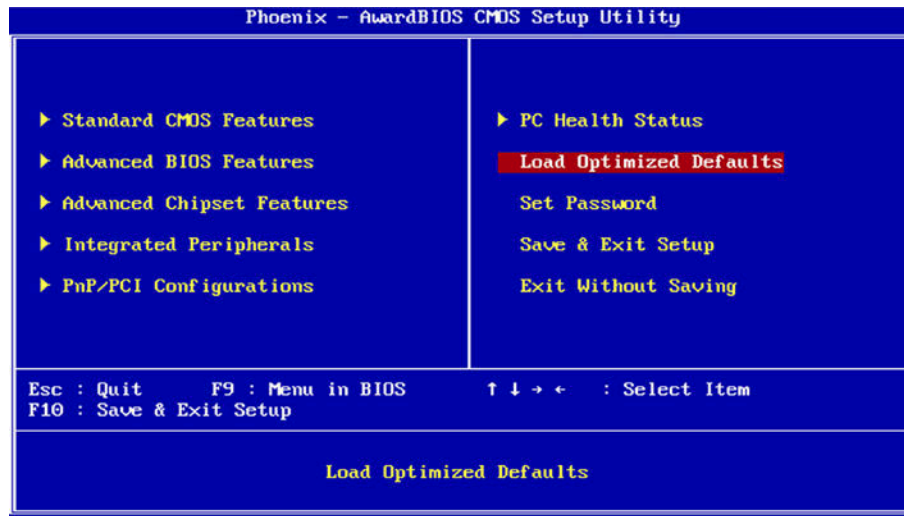 Phoenix - AwardBIOS CMOS Setup Utility
Standard CMOS Features
Advanced BIOS Features
Advanced Chipset Features
Integrated Peripherals
PnP/PCI Configurations
PC Health Status
Load Optimized Defaults
Set Password
Save & Exit Setup
Exit Without Saving
Esc : Quit F9 : Menu in BIOS ↑ ↓ → ← : Select Item
F10 : Save & Exit Setup
Load Optimized Defaults